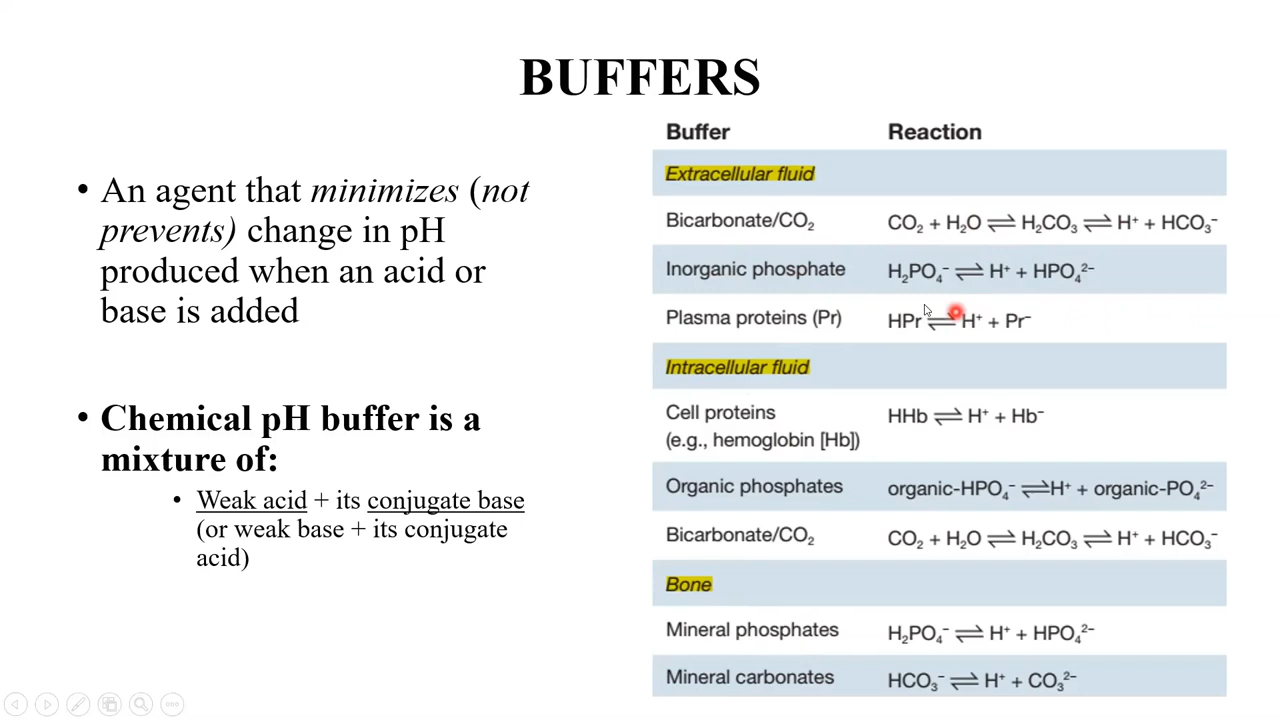 BUFFERS
• An agent that minimizes (not
prevents) change in pH
produced when an acid or
base is added
• Chemical pH buffer is a
mixture of:
• Weak acid + its conjugate base
(or weak base + its conjugate
acid)
Buffer Reaction
Extracellular fluid
Bicarbonate/CO₂ CO₂ + H₂O ⇌ H₂CO₃ ⇌ H⁺ + HCO₃⁻
Inorganic phosphate H₂PO₄⁻ ⇌ H⁺ + HPO₄²⁻
Plasma proteins (Pr) HPr ⇌ H⁺ + Pr⁻
Intracellular fluid
Cell proteins
(e.g., hemoglobin [Hb]) HHb ⇌ H⁺ + Hb⁻
Organic phosphates organic-HPO₄⁻ ⇌ H⁺ + organic-PO₄²⁻
Bicarbonate/CO₂ CO₂ + H₂O ⇌ H₂CO₃ ⇌ H⁺ + HCO₃⁻
Bone
Mineral phosphates H₂PO₄⁻ ⇌ H⁺ + HPO₄²⁻
Mineral carbonates HCO₃⁻ ⇌ H⁺ + CO₃²⁻